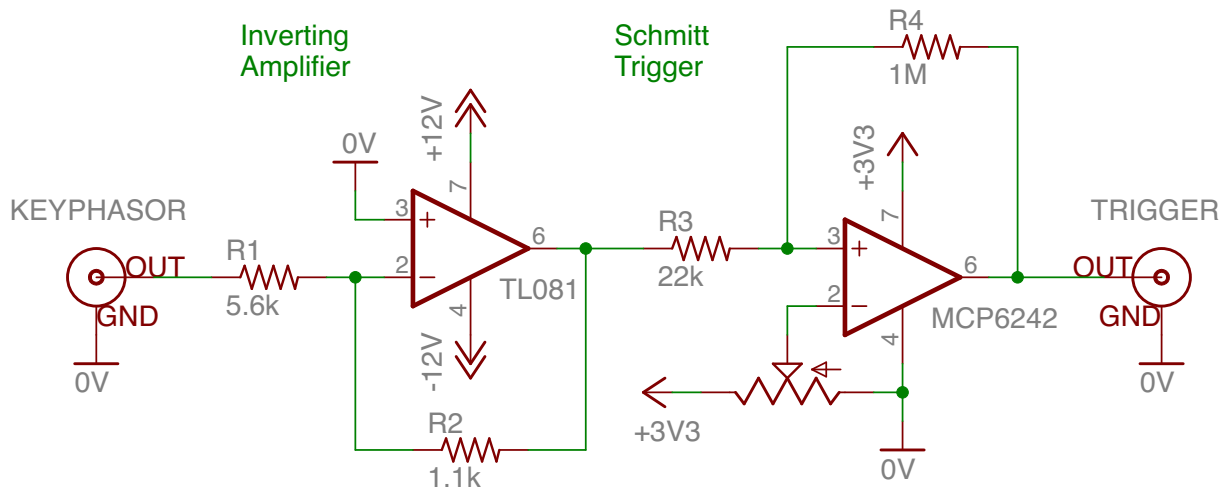 Inverting
Amplifier
Schmitt
Trigger
R4
1M
+12V
0V
+3V3
KEYPHASOR
TRIGGER
7
3
+
6
R1
OUT
2
-
TL081
5.6k
GND
4
0V
-12V
R2
1.1k
R3
22k
7
3
+
6
2
-
MCP6242
4
OUT
GND
0V
+3V3
0V